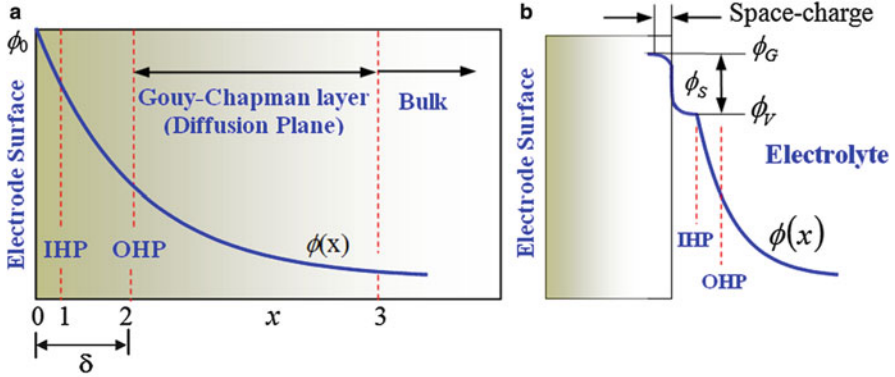 a
ϕ0
Electrode Surface
Gouy-Chapman layer
(Diffusion Plane)
Bulk
IHP
OHP
ϕ(x)
0
1
2
x
3
δ
b
Space-charge
ϕG
ϕS
ϕV
Electrode Surface
Electrolyte
IHP
OHP
ϕ(x)